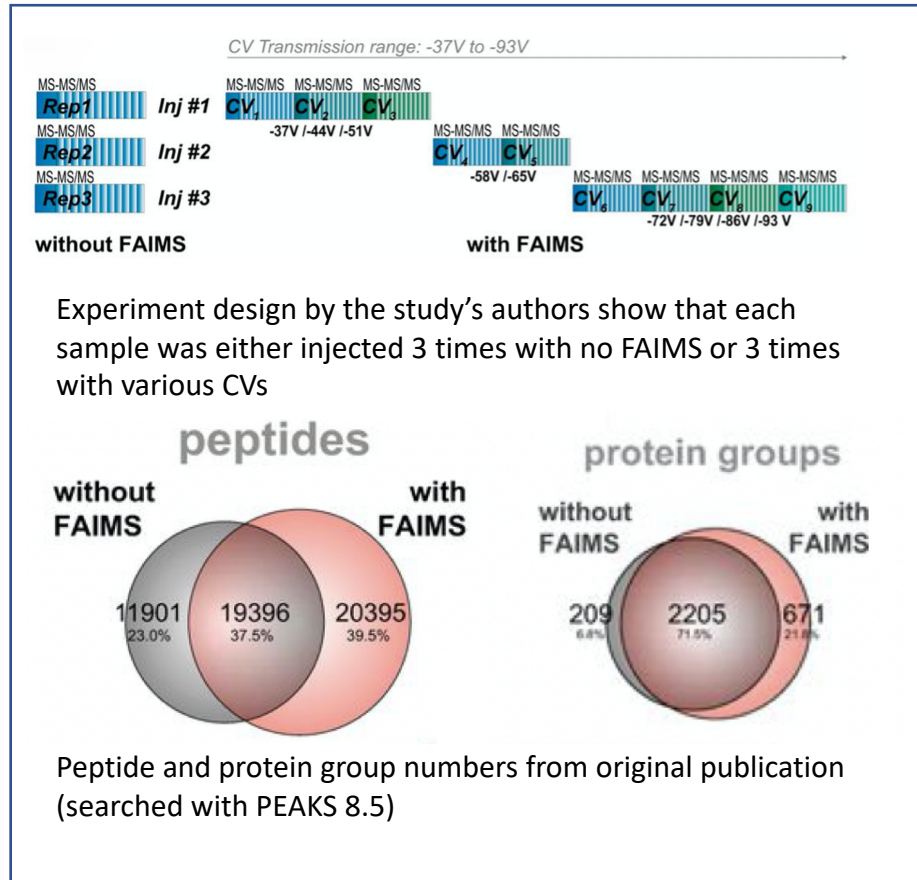 CV Transmission range: -37V to -93V
MS-MS/MS
Rep1
Inj #1
MS-MS/MS MS-MS/MS MS-MS/MS
CV1 CV2 CV3
-37V /-44V /-51V
MS-MS/MS
Rep2
Inj #2
MS-MS/MS MS-MS/MS
CV4 CV5
-58V /-65V
MS-MS/MS
Rep3
Inj #3
MS-MS/MS MS-MS/MS MS-MS/MS MS-MS/MS
CV6 CV7 CV8 CV9
-72V /-79V /-86V /-93 V
without FAIMS
with FAIMS
Experiment design by the study’s authors show that each
sample was either injected 3 times with no FAIMS or 3 times
with various CVs
peptides
without
FAIMS
with
FAIMS
11901
23.0%
19396
37.5%
20395
39.5%
protein groups
without
FAIMS
with
FAIMS
209
6.8%
2205
71.5%
671
21.8%
Peptide and protein group numbers from original publication
(searched with PEAKS 8.5)